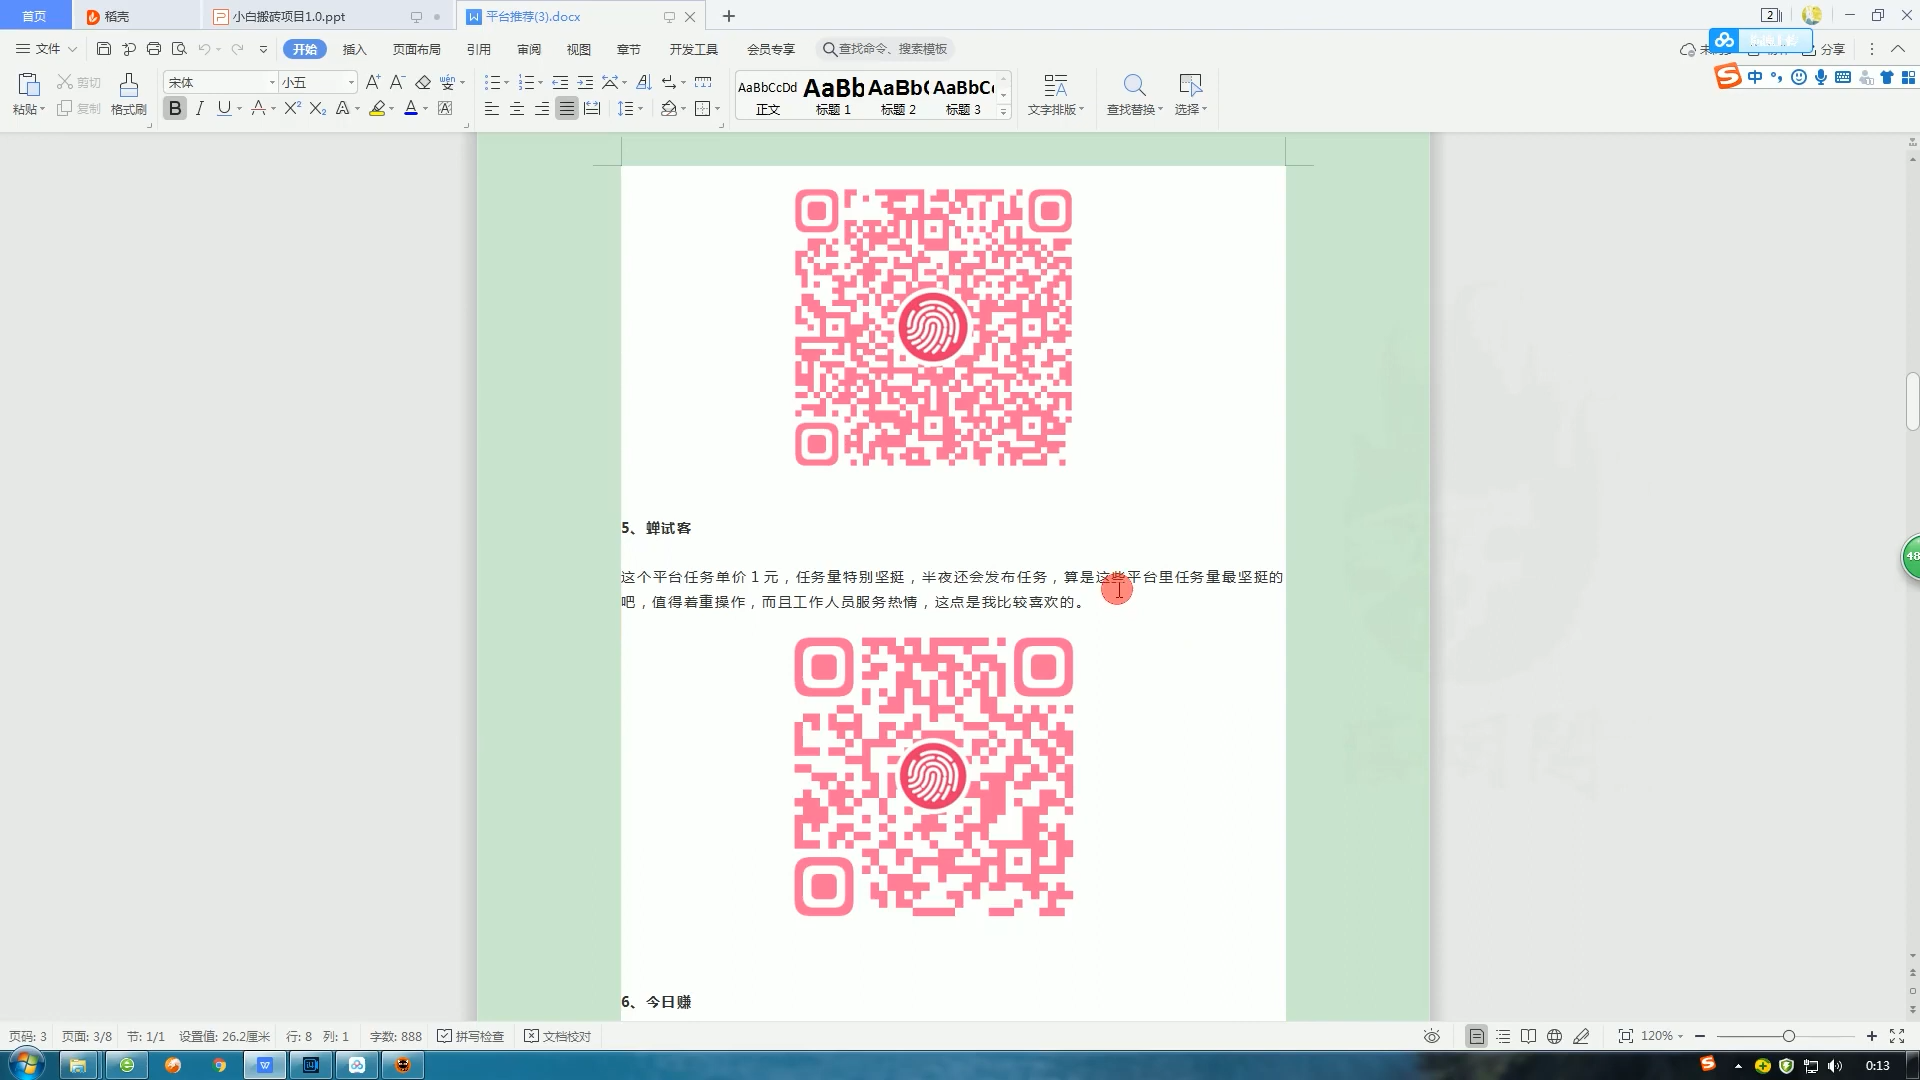 首页
稻壳
小白搬砖项目1.0.ppt
平台推荐(3).docx
2
文件
开始
插入
页面布局
引用
审阅
视图
章节
开发工具
会员专享
查找命令、搜索模板
分享
中
粘贴
剪切
复制
格式刷
宋体
小五
AaBbCcDd
正文
AaBb
标题 1
AaBb(
标题 2
AaBbC
标题 3
文字排版
查找替换
选择
5、蝉试客
这个平台任务单价1元，任务量特别坚挺，半夜还会发布任务，算是这些平台里任务量最坚挺的
吧，值得着重操作，而且工作人员服务热情，这点是我比较喜欢的。
6、今日赚
48
页码: 3
页面: 3/8
节: 1/1
设置值: 26.2厘米
行: 8
列: 1
字数: 888
拼写检查
文档校对
120%
0:13